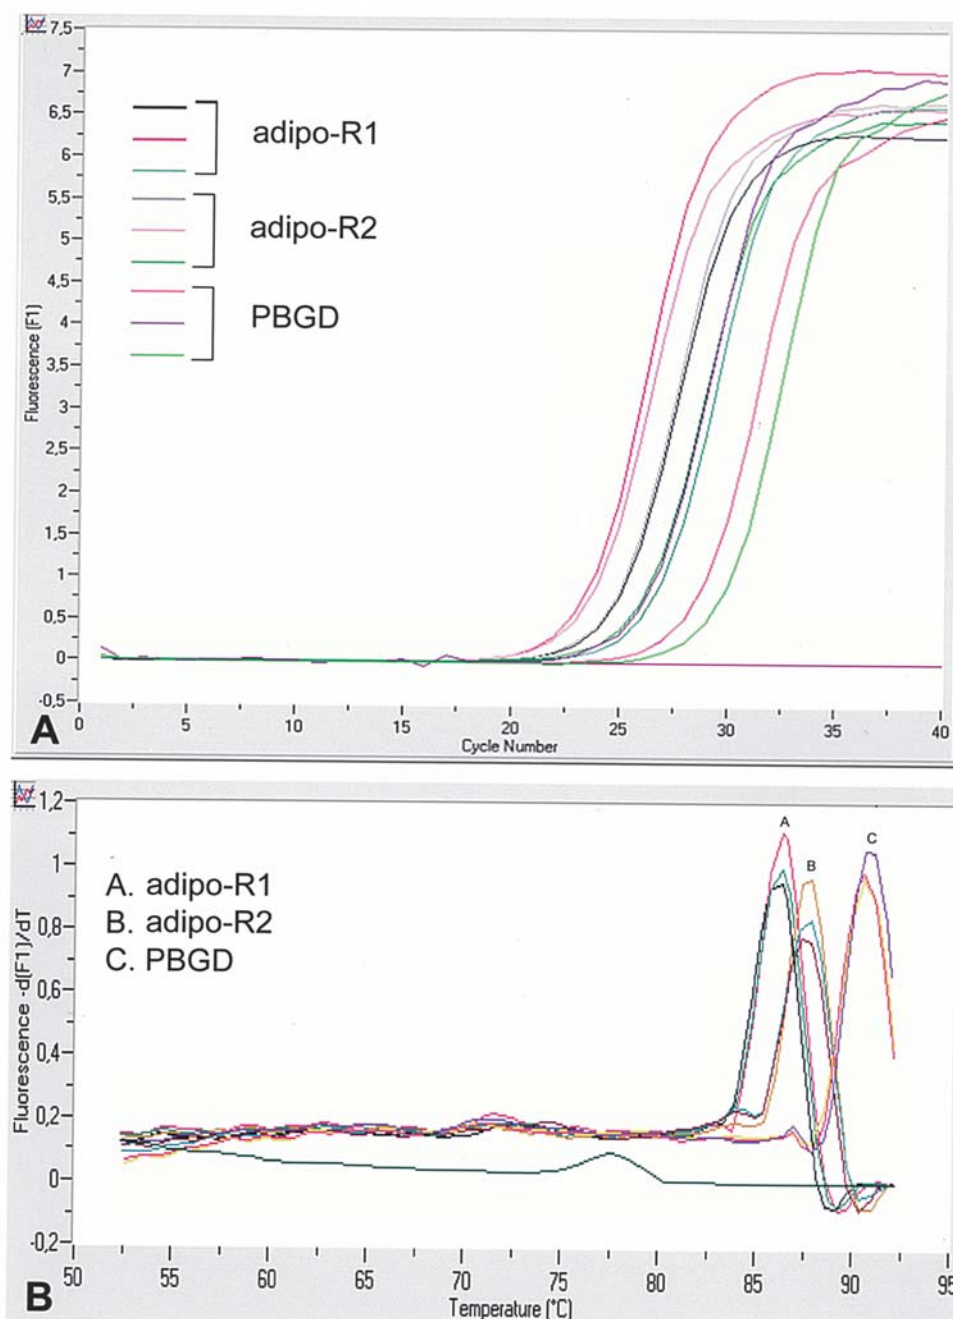 7,5
7
6,5
6
5,5
5
4,5
4
3,5
3
2,5
2
1,5
1
0,5
0
-0,5
Fluorescence (F1)
adipo-R1
adipo-R2
PBGD
0 5 10 15 20 25 30 35 40
Cycle Number
A
1,2
1
0,8
0,6
0,4
0,2
0
-0,2
Fluorescence -d(F1)/dT
A. adipo-R1
B. adipo-R2
C. PBGD
A
B
C
50 55 60 65 70 75 80 85 90 95
Temperature (°C)
B